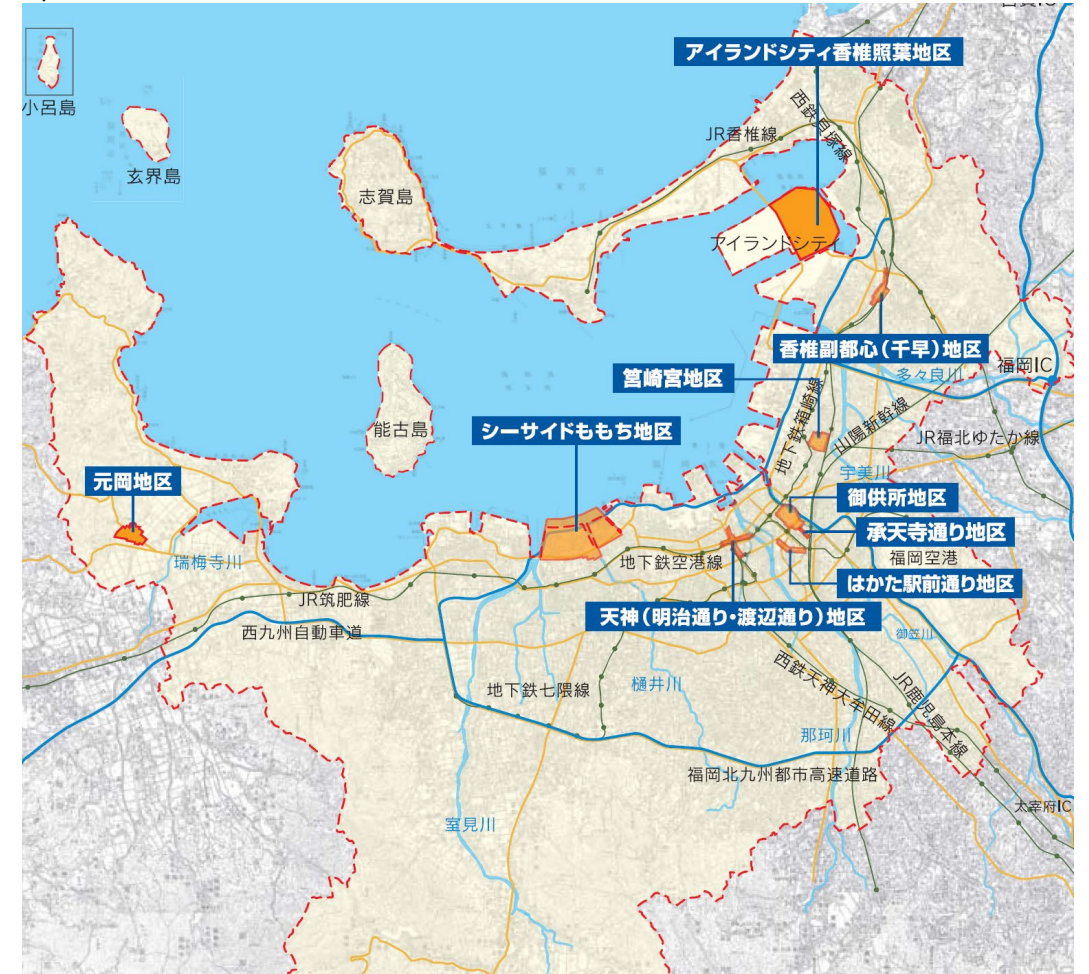 アイランドシティ香椎照葉地区
小呂島
西鉄貝塚線
JR香椎線
玄界島
志賀島
アイランドシティ
香椎副都心（千早）地区
福岡IC
筥崎宮地区
多々良川
地下鉄箱崎線
山陽新幹線
能古島
シーサイドももち地区
JR福北ゆたか線
宇美川
元岡地区
御供所地区
承天寺通り地区
瑞梅寺川
地下鉄空港線
福岡空港
はかた駅前通り地区
JR筑肥線
天神（明治通り・渡辺通り）地区
西九州自動車道
御笠川
地下鉄七隈線
樋井川
西鉄天神大牟田線
JR鹿児島本線
那珂川
福岡北九州都市高速道路
太宰府IC
室見川